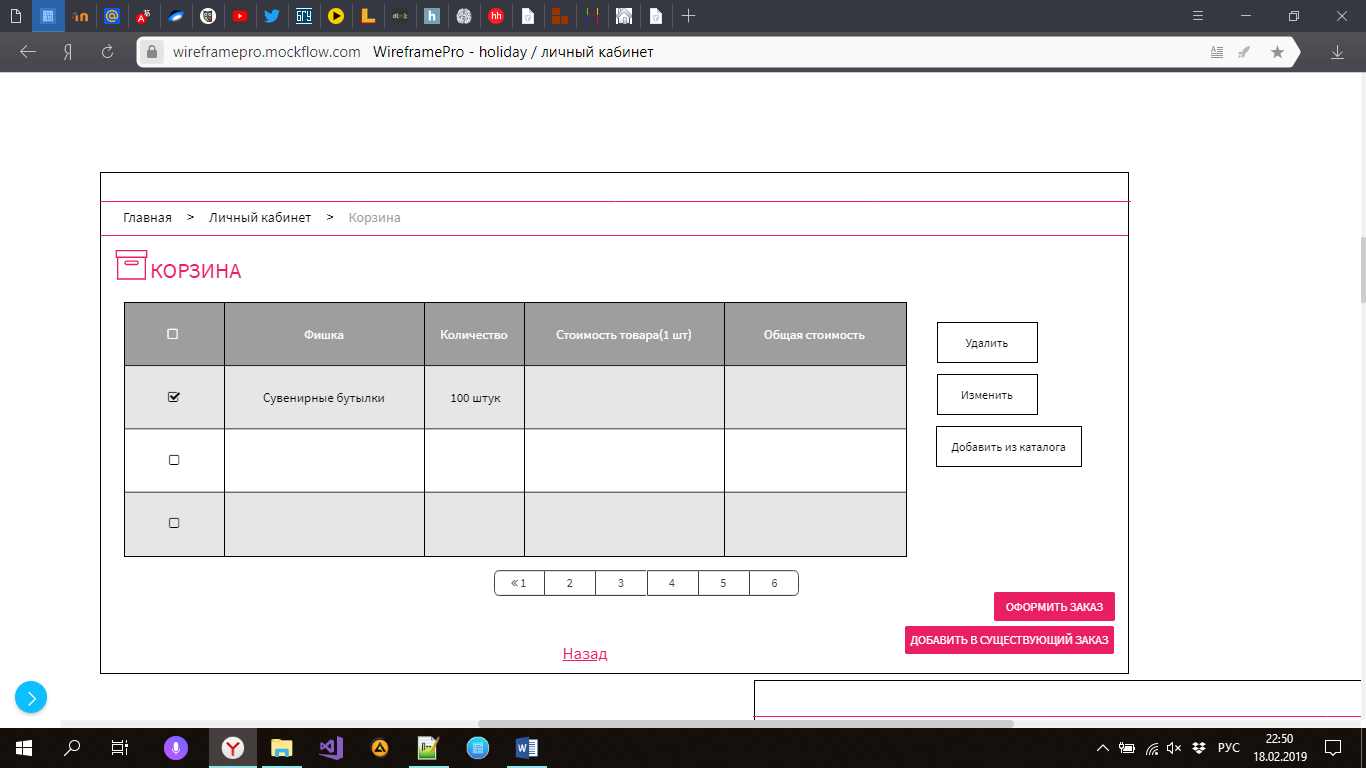 wireframepro.mockflow.com WireframePro - holiday / личный кабинет
Главная > Личный кабинет > Корзина
КОРЗИНА
Фишка Количество Стоимость товара(1 шт) Общая стоимость
Сувенирные бутылки 100 штук
Удалить
Изменить
Добавить из каталога
« 1 2 3 4 5 6
ОФОРМИТЬ ЗАКАЗ
ДОБАВИТЬ В СУЩЕСТВУЮЩИЙ ЗАКАЗ
Назад
РУС
22:50
18.02.2019